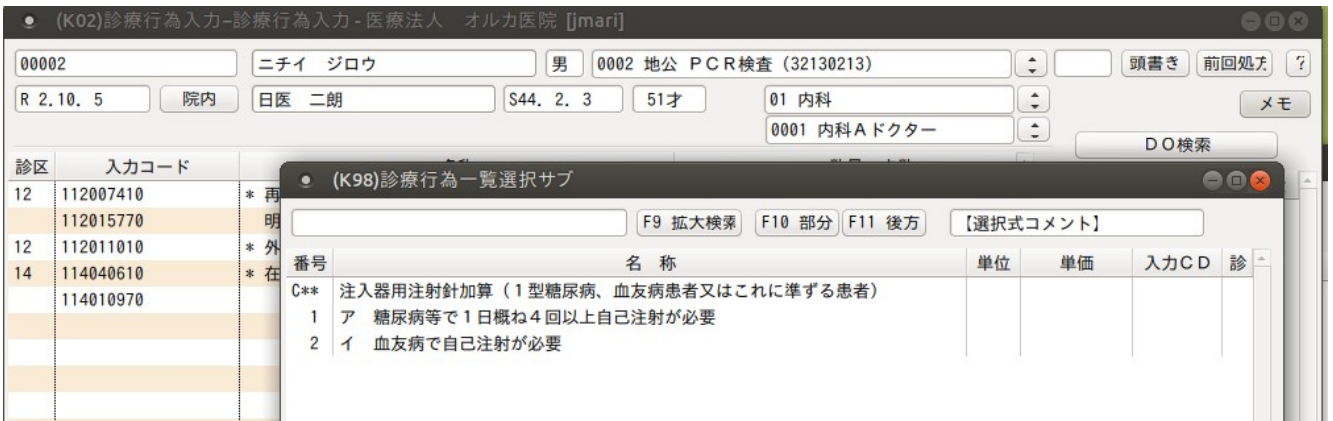 (K02)診療行為入力–診療行為入力 - 医療法人　オルカ医院 [jmari]
00002 ニチイ　ジロウ 男 0002 地公 ＰＣＲ検査 (32130213) 頭書き 前回処方 ?
R 2.10. 5 院内 日医　二朗 S44. 2. 3 51才 01 内科 メモ
0001 内科Ａドクター
ＤＯ検索
診区 入力コード
12 112007410 * 再
112015770 明
12 112011010 * 外
14 114040610 * 在
114010970
(K98)診療行為一覧選択サブ
F9 拡大検索 F10 部分 F11 後方 【選択式コメント】
番号 名　称 単位 単価 入力ＣＤ 診
C** 注入器用注射針加算（１型糖尿病、血友病患者又はこれに準ずる患者）
1 ア　糖尿病等で１日概ね４回以上自己注射が必要
2 イ　血友病で自己注射が必要